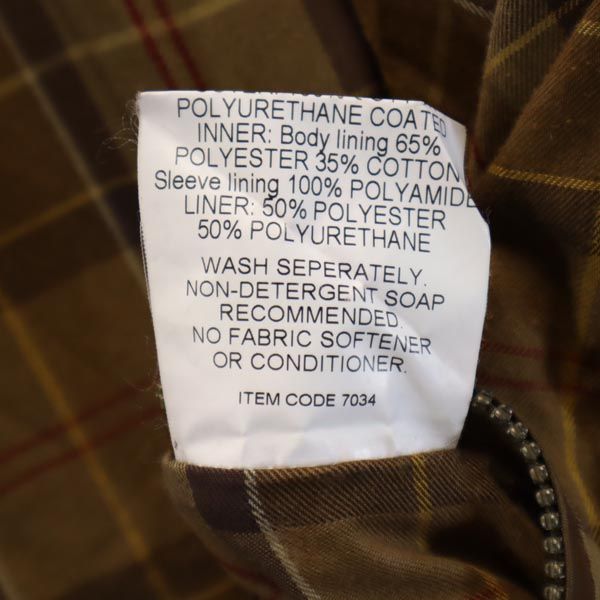 POLYURETHANE COATED
INNER: Body lining 65%
POLYESTER 35% COTTON
Sleeve lining 100% POLYAMIDE
LINER: 50% POLYESTER
50% POLYURETHANE
WASH SEPERATELY.
NON-DETERGENT SOAP
RECOMMENDED.
NO FABRIC SOFTENER
OR CONDITIONER.
ITEM CODE 7034